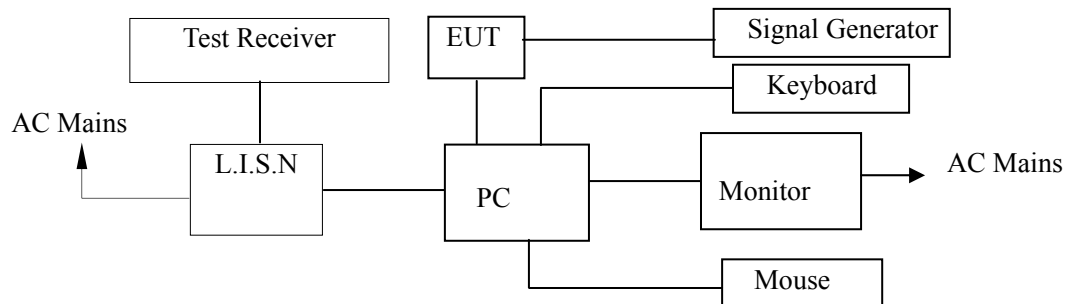 Test Receiver
EUT
Signal Generator
Keyboard
AC Mains
L.I.S.N
PC
Monitor
AC Mains
Mouse